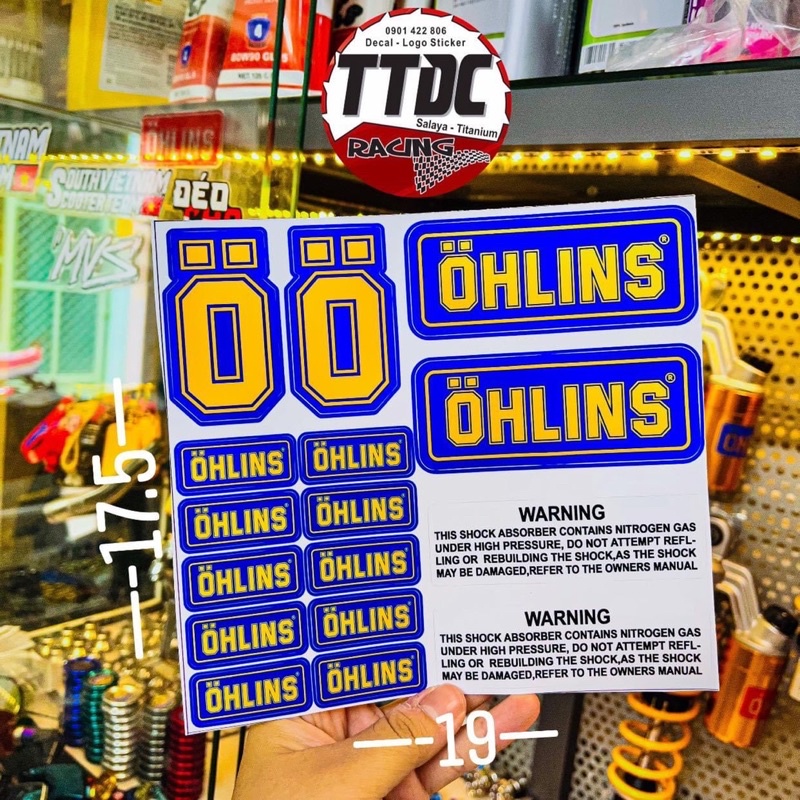 0901 422 806
Decal - Logo Sticker
TTDC
Salaya - Titanium
RACING
80W90 GL5
ÖHLINS
SOUTH VIETNAM
SCOOTER TEAM
ĐÉO
MVS
Ö Ö
ÖHLINS®
ÖHLINS®
ÖHLINS ÖHLINS
ÖHLINS ÖHLINS
ÖHLINS ÖHLINS
ÖHLINS ÖHLINS
ÖHLINS ÖHLINS
WARNING
THIS SHOCK ABSORBER CONTAINS NITROGEN GAS
UNDER HIGH PRESSURE, DO NOT ATTEMPT REFL-
LING OR REBUILDING THE SHOCK,AS THE SHOCK
MAY BE DAMAGED,REFER TO THE OWNERS MANUAL
WARNING
THIS SHOCK ABSORBER CONTAINS NITROGEN GAS
UNDER HIGH PRESSURE, DO NOT ATTEMPT REFL-
LING OR REBUILDING THE SHOCK,AS THE SHOCK
MAY BE DAMAGED,REFER TO THE OWNERS MANUAL
17.5
19